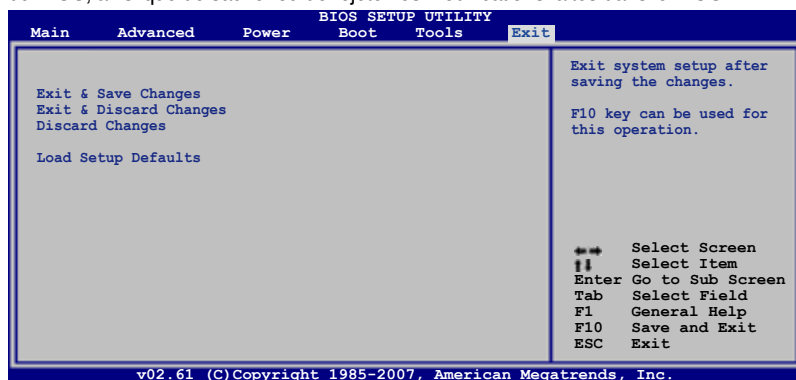 BIOS SETUP UTILITY
Main Advanced Power Boot Tools Exit
Exit & Save Changes
Exit & Discard Changes
Discard Changes
Load Setup Defaults
Exit system setup after
saving the changes.
F10 key can be used for
this operation.
Select Screen
Select Item
Enter Go to Sub Screen
Tab Select Field
F1 General Help
F10 Save and Exit
ESC Exit
v02.61 (C)Copyright 1985-2007, American Megatrends, Inc.